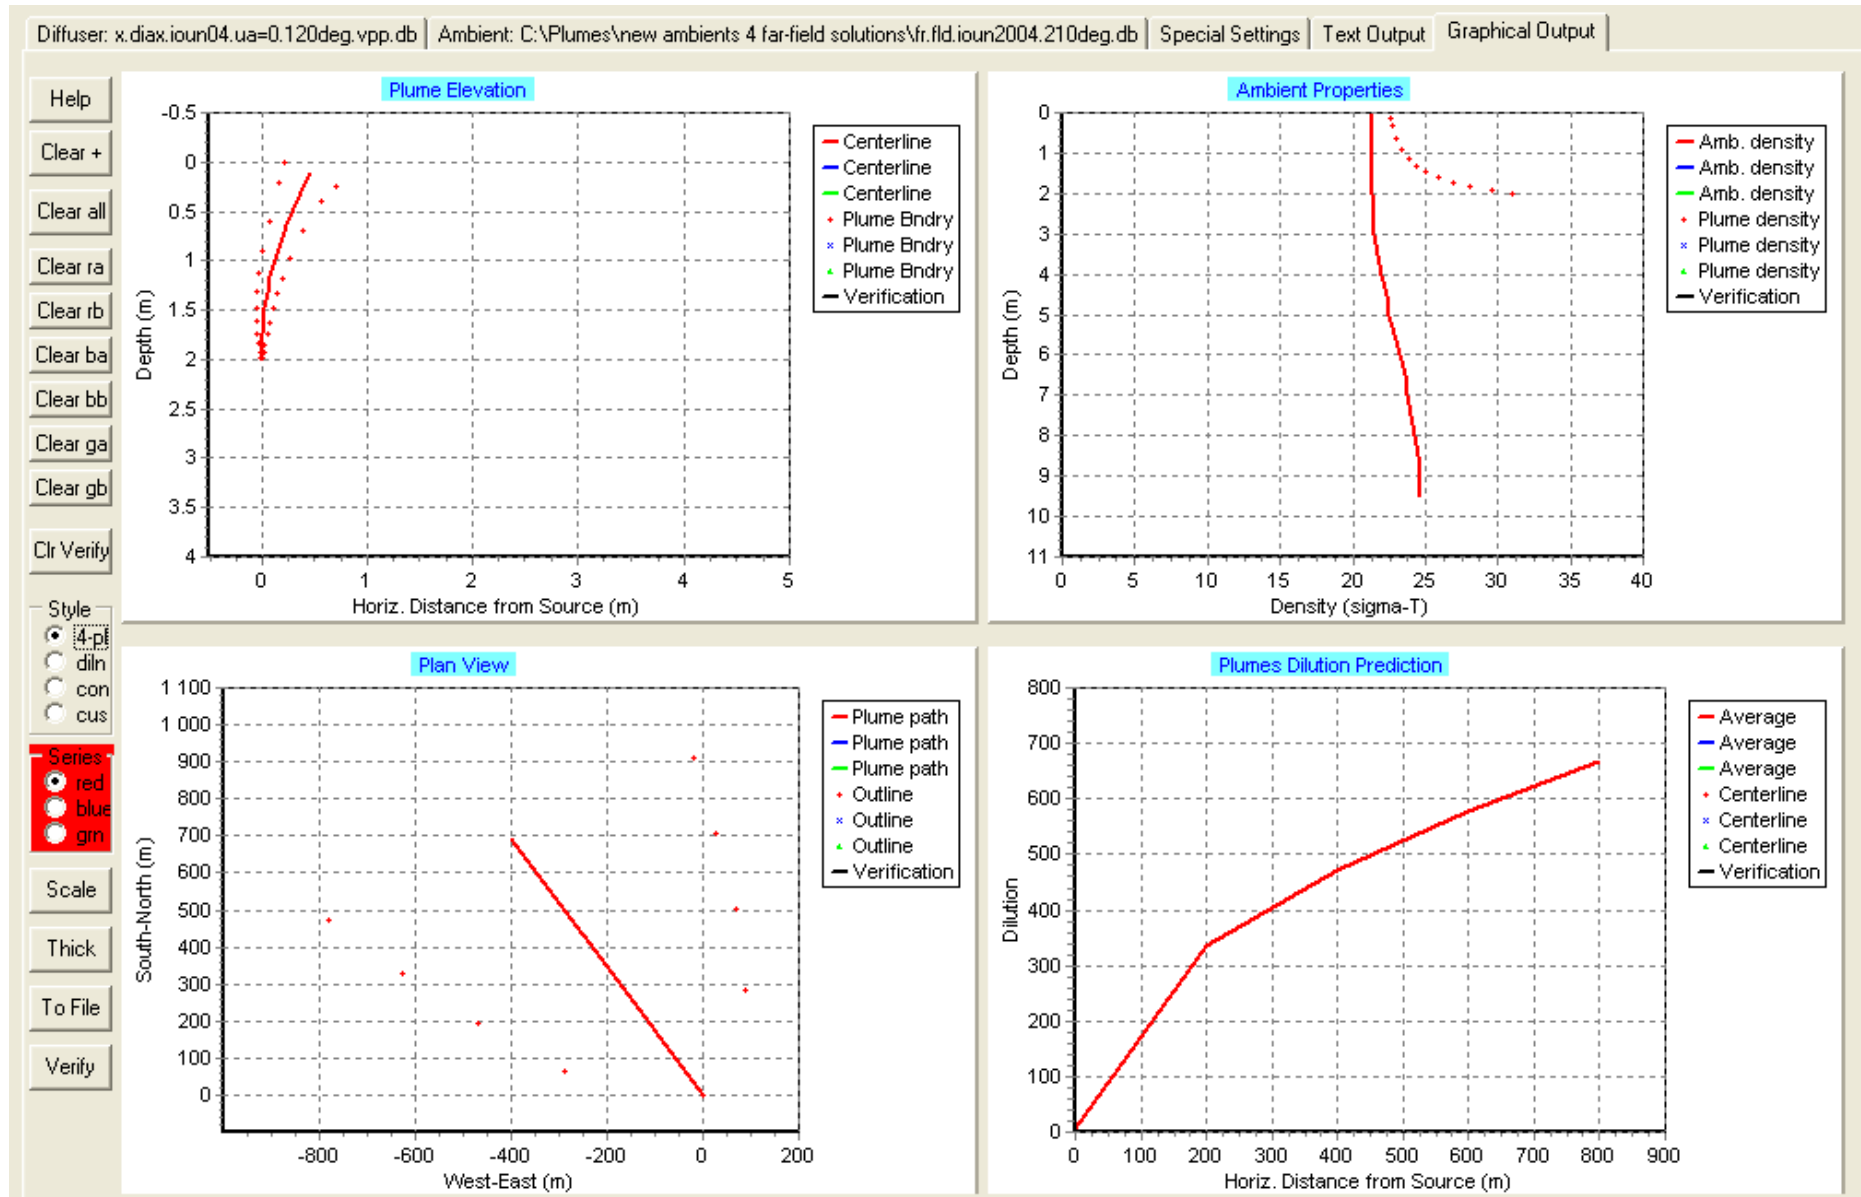 Diffuser: x.diax.ioun04.ua=0.120deg.vpp.db
Ambient: C:\Plumes\new ambients 4 far-field solutions\fr.fld.ioun2004.210deg.db
Special Settings
Text Output
Graphical Output
Help
Clear +
Clear all
Clear ra
Clear rb
Clear ba
Clear bb
Clear ga
Clear gb
Clr Verify
Style
4-pl
diln
con
cus
Series
red
blue
grn
Scale
Thick
To File
Verify
Plume Elevation
-0.5
0
0.5
1
1.5
2
2.5
3
3.5
4
Depth (m)
0 1 2 3 4 5
Horiz. Distance from Source (m)
Centerline
Centerline
Centerline
Plume Bndry
Plume Bndry
Plume Bndry
Verification
Ambient Properties
0
1
2
3
4
5
6
7
8
9
10
11
Depth (m)
0 5 10 15 20 25 30 35 40
Density (sigma-T)
Amb. density
Amb. density
Amb. density
Plume density
Plume density
Plume density
Verification
Plan View
1 100
1 000
900
800
700
600
500
400
300
200
100
0
South-North (m)
-800 -600 -400 -200 0 200
West-East (m)
Plume path
Plume path
Plume path
Outline
Outline
Outline
Verification
Plumes Dilution Prediction
800
700
600
500
400
300
200
100
0
Dilution
0 100 200 300 400 500 600 700 800 900
Horiz. Distance from Source (m)
Average
Average
Average
Centerline
Centerline
Centerline
Verification